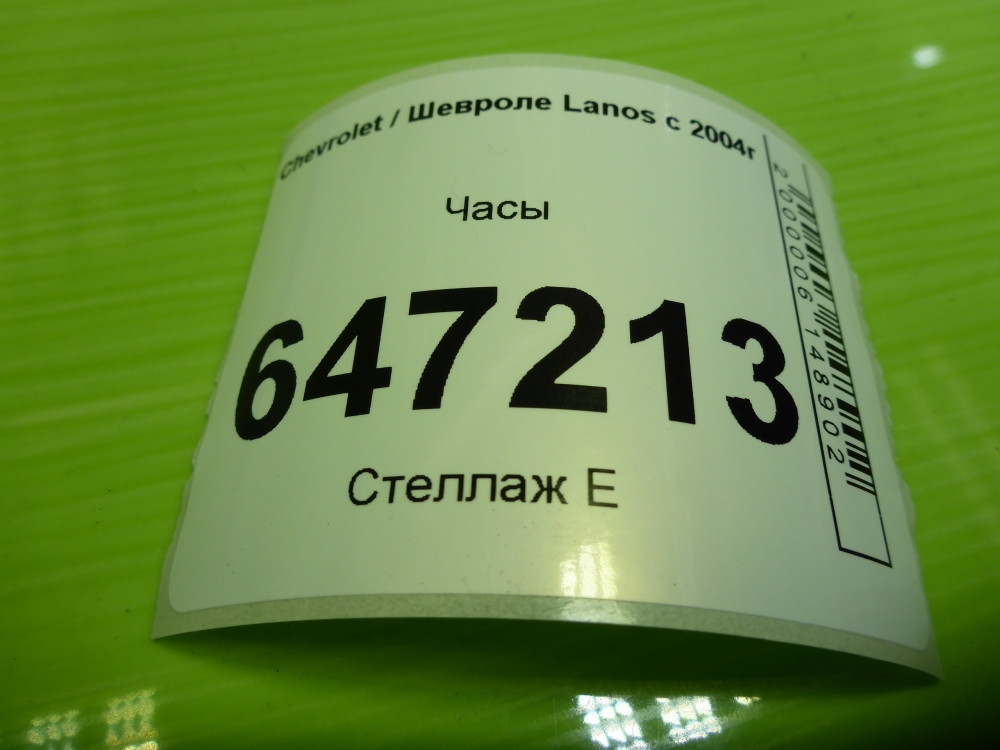 Chevrolet / Шевроле Lanos с 2004г
Часы
647213
Стеллаж Е
2000006148902